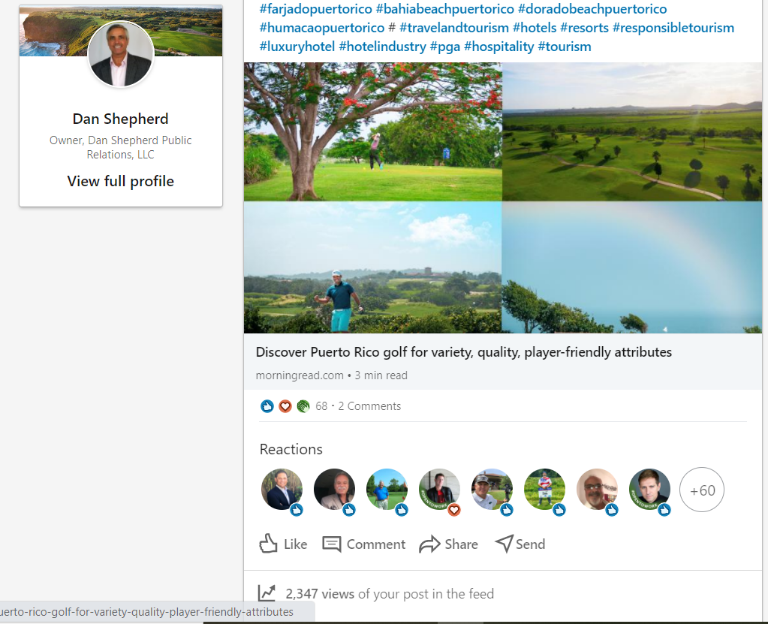 #farjadopuertorico #bahiabeachpuertorico #doradobeachpuertorico
#humacaopuertorico # #travelandtourism #hotels #resorts #responsibletourism
#luxuryhotel #hotelindustry #pga #hospitality #tourism
Dan Shepherd
Owner, Dan Shepherd Public
Relations, LLC
View full profile
Discover Puerto Rico golf for variety, quality, player-friendly attributes
morningread.com • 3 min read
68 · 2 Comments
Reactions
+60
Like Comment Share Send
2,347 views of your post in the feed
uerto-rico-golf-for-variety-quality-player-friendly-attributes